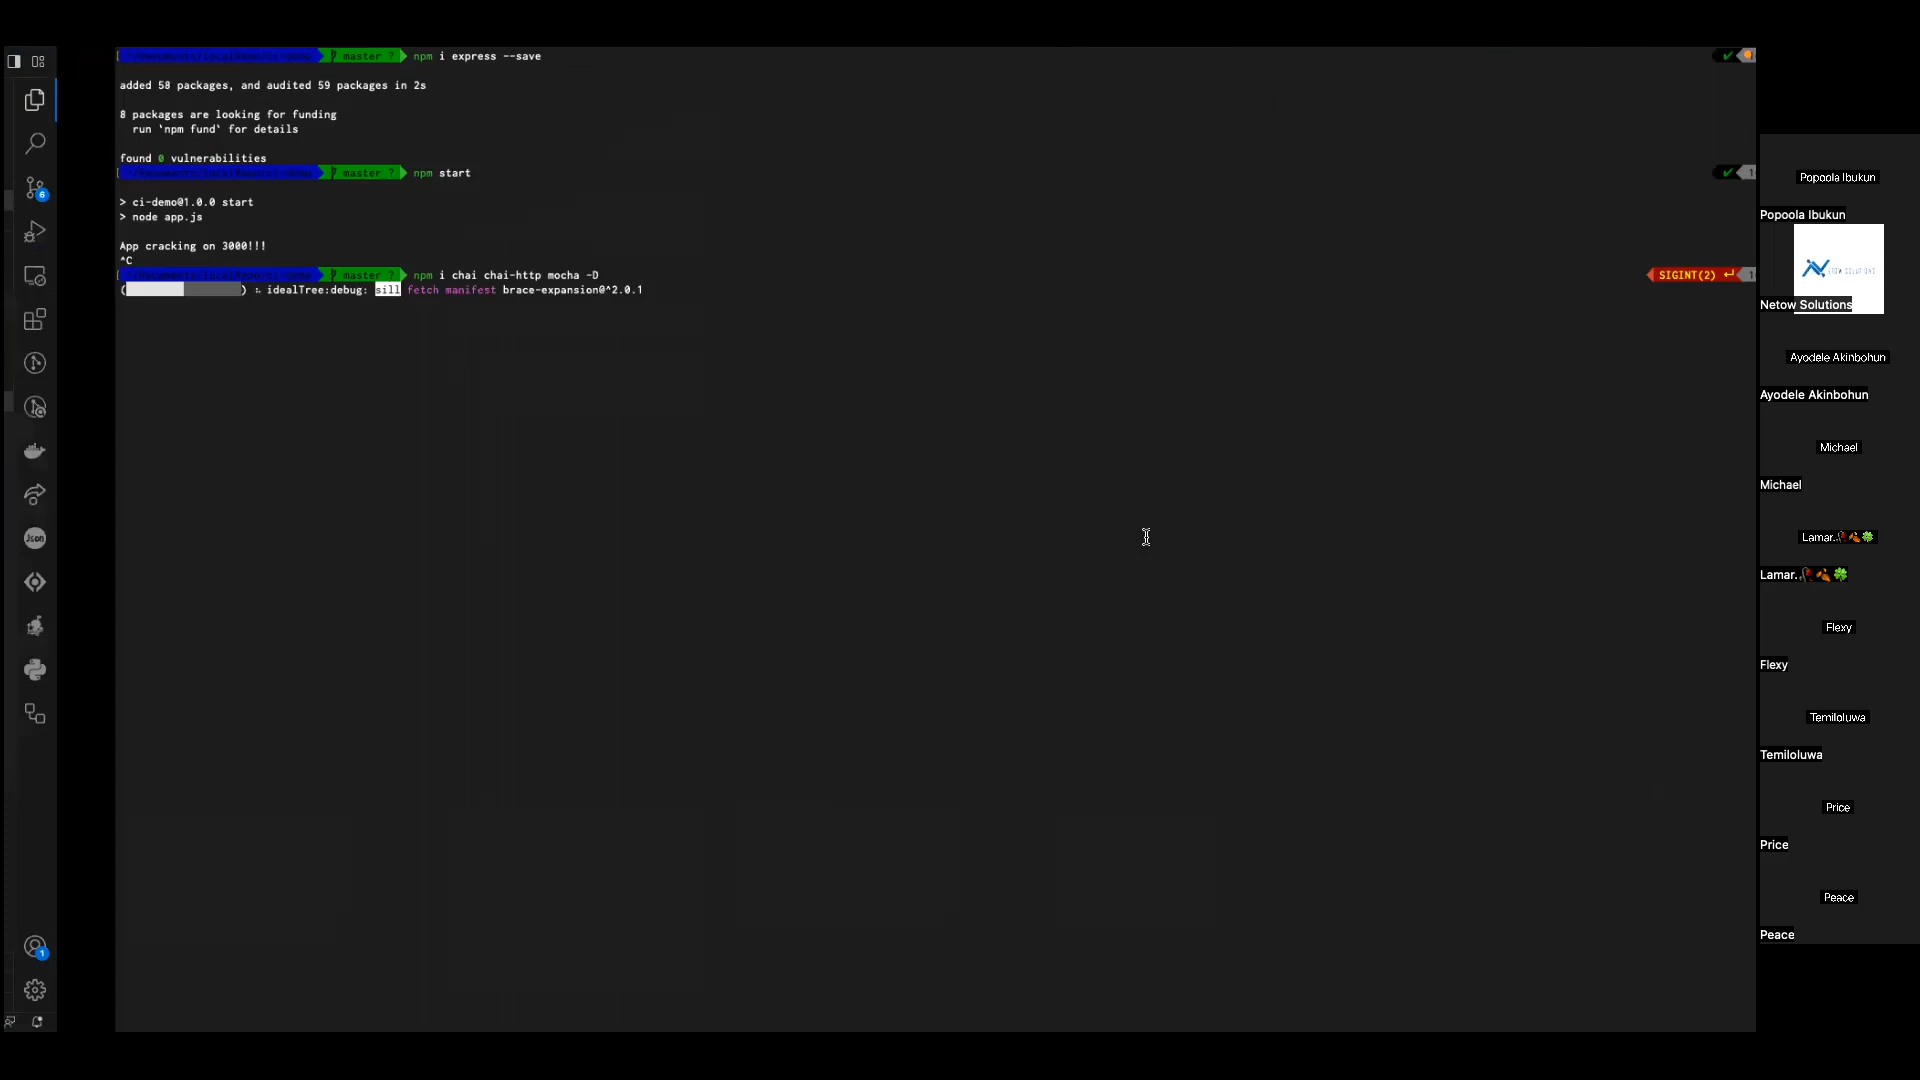 master ? npm i express --save
added 58 packages, and audited 59 packages in 2s
8 packages are looking for funding
run `npm fund` for details
found 0 vulnerabilities
master ? npm start
> ci-demo@1.0.0 start
> node app.js
App cracking on 3000!!!
^C
master ? npm i chai chai-http mocha -D
SIGINT(2) ↵
( ) ⠦ idealTree:debug: sill fetch manifest brace-expansion@^2.0.1
6
Json
1
Popoola Ibukun
Popoola Ibukun
Netow Solutions
Ayodele Akinbohun
Ayodele Akinbohun
Michael
Michael
Lamar..🥀🍂🍀
Lamar..🥀🍂🍀
Flexy
Flexy
Temiloluwa
Temiloluwa
Price
Price
Peace
Peace